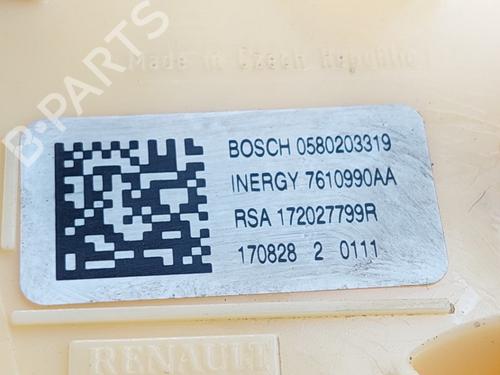 Made in Czech Republic
B-PARTS
BOSCH 0580203319
INERGY 7610990AA
RSA 172027799R
170828 2 0111
RENAULT